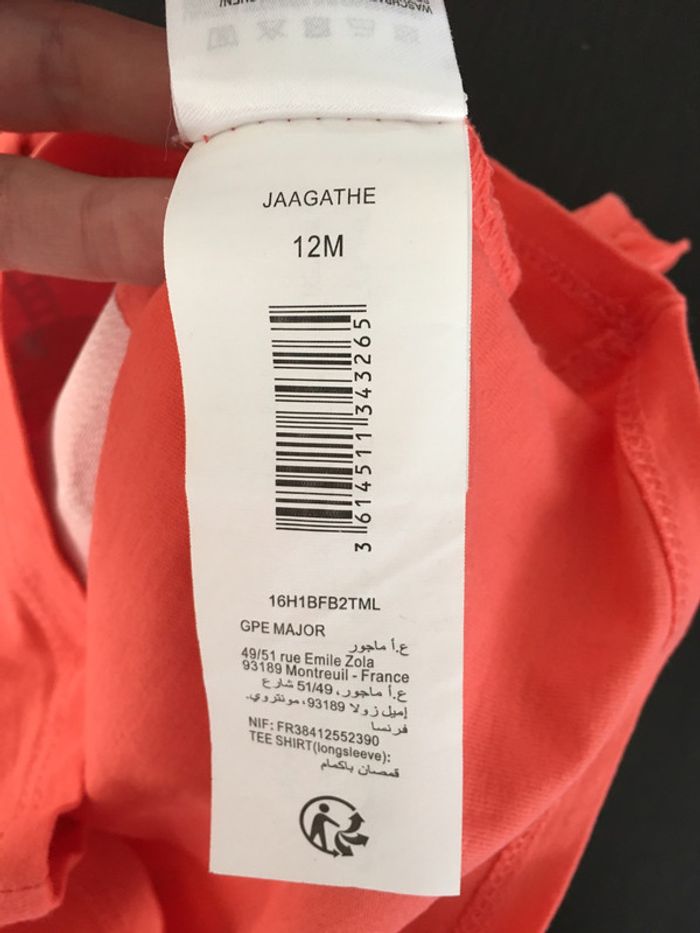 JAAGATHE
12M
3 614511 343265
16H1BFB2TML
GPE MAJOR
ع.أ ماجور
49/51 rue Emile Zola
93189 Montreuil - France
ع.أ ماجور، 51/49 شارع
إميل زولا 93189، مونتروي.
فرنسا
NIF: FR38412552390
TEE SHIRT(longsleeve):
قمصان باكمام